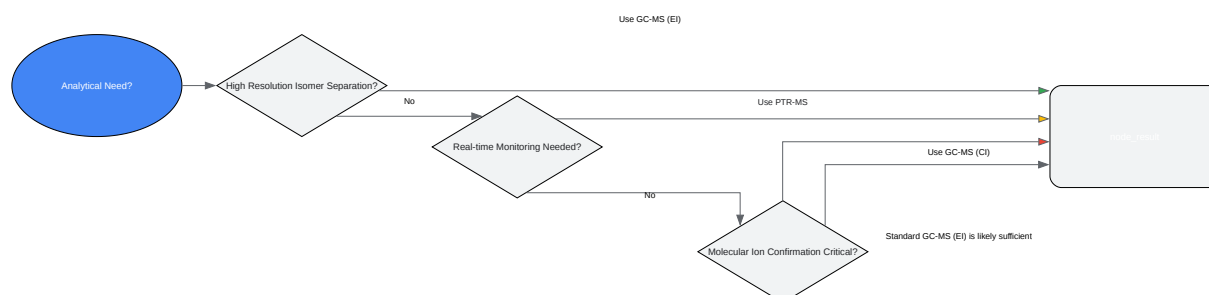 Use GC-MS (EI)
Analytical Need?
High Resolution Isomer Separation?
No
Use PTR-MS
Real-time Monitoring Needed?
Use GC-MS (CI)
No
Standard GC-MS (EI) is likely sufficient
Molecular Ion Confirmation Critical?